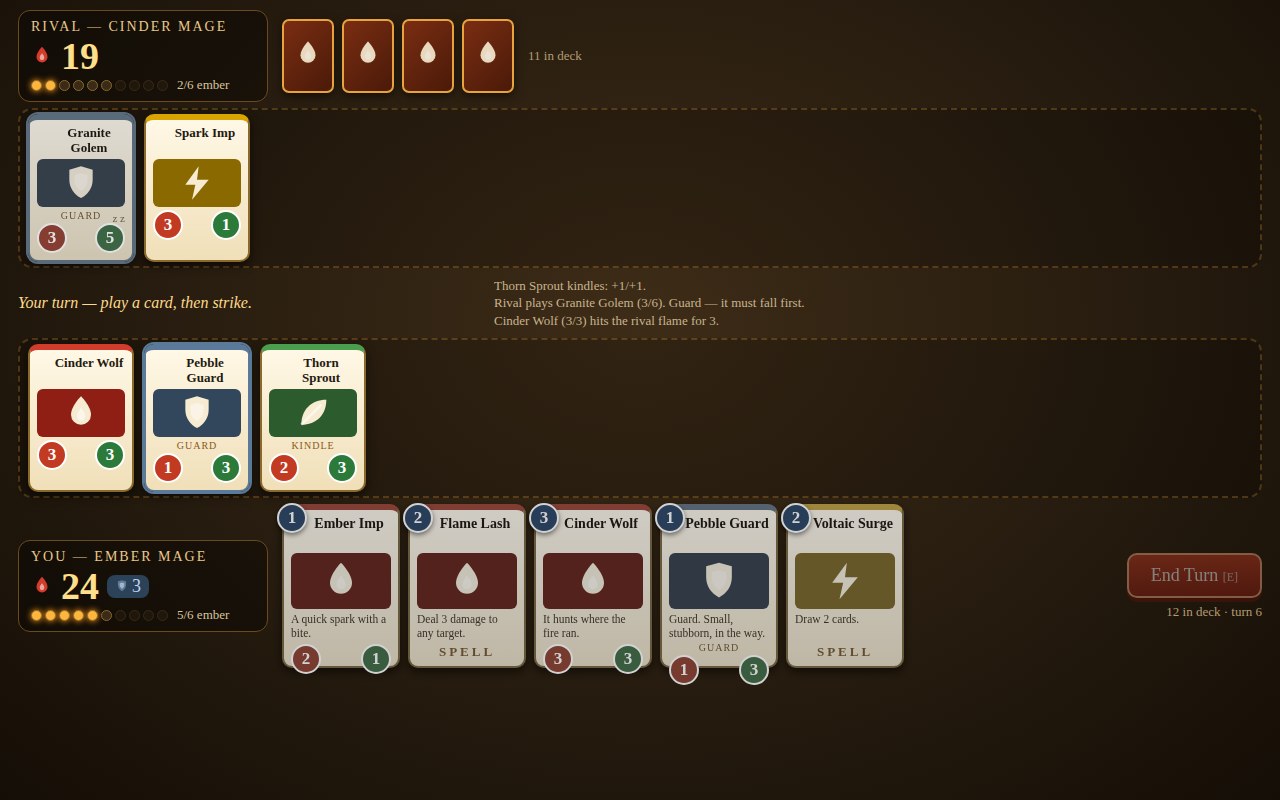 RIVAL — CINDER MAGE
19
2/6 ember
11 in deck
Granite Golem
GUARD
z z
3 5
Spark Imp
3 1
Your turn — play a card, then strike.
Thorn Sprout kindles: +1/+1.
Rival plays Granite Golem (3/6). Guard — it must fall first.
Cinder Wolf (3/3) hits the rival flame for 3.
Cinder Wolf
3 3
Pebble Guard
GUARD
1 3
Thorn Sprout
KINDLE
2 3
YOU — EMBER MAGE
24 3
5/6 ember
1 Ember Imp
A quick spark with a
bite.
2 1
2 Flame Lash
Deal 3 damage to
any target.
SPELL
3 Cinder Wolf
It hunts where the
fire ran.
3 3
1 Pebble Guard
Guard. Small,
stubborn, in the way.
GUARD
1 3
2 Voltaic Surge
Draw 2 cards.
SPELL
End Turn [E]
12 in deck · turn 6